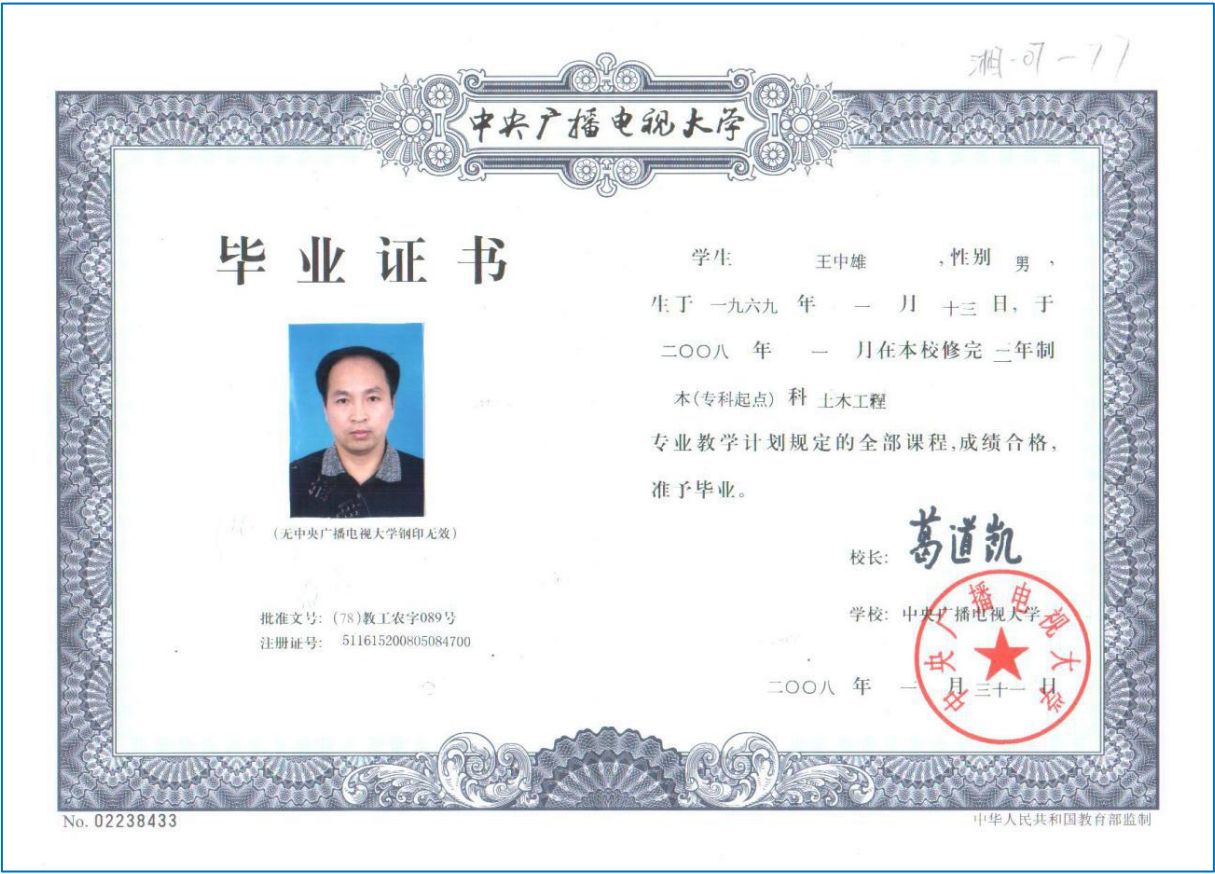 湘-07-77
中央广播电视大学
毕业证书
(无中央广播电视大学钢印无效)
批准文号: (78)教工农字089号
注册证号: 511615200805084700
学生 王中雄 ,性别 男 ,
生于 一九六九 年 一 月 十三 日, 于
二〇〇八 年 一 月在本校修完 三年制
本(专科起点) 科 土木工程
专业教学计划规定的全部课程,成绩合格,
准予毕业。
校长: 葛道凯
学校: 中央广播电视大学
中央广播电视大学
二〇〇八 年 一 月 三十一 日
No. 02238433
中华人民共和国教育部监制